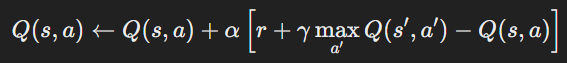 Q(s, a) ← Q(s, a) + α [r + γ max_{a′} Q(s′, a′) − Q(s, a)]